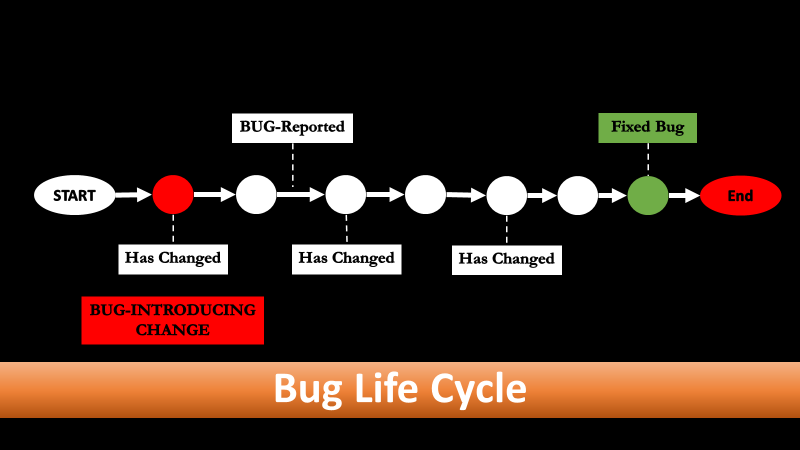 BUG-Reported
Fixed Bug
START
End
Has Changed
Has Changed
Has Changed
BUG-INTRODUCING
CHANGE
Bug Life Cycle